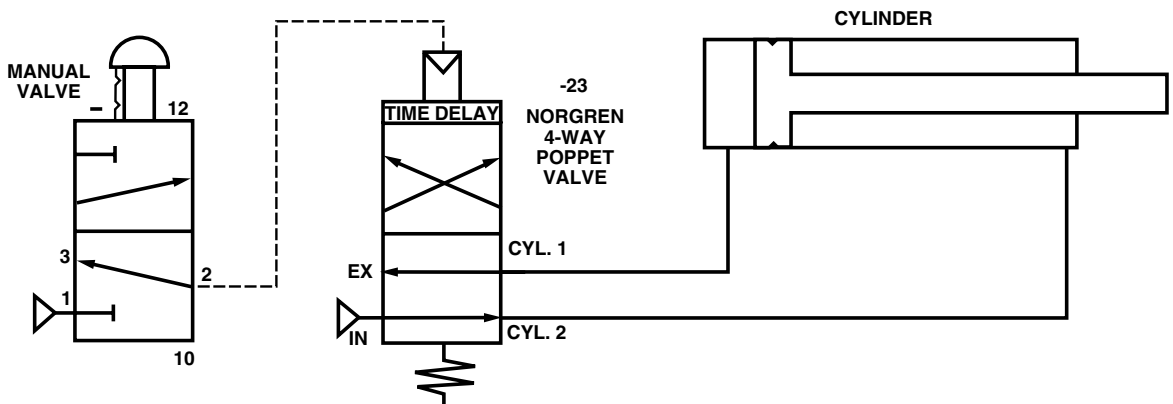 CYLINDER
MANUAL
VALVE
-
12
TIME DELAY
-23
NORGREN
4-WAY
POPPET
VALVE
3
2
1
10
CYL. 1
EX
IN
CYL. 2